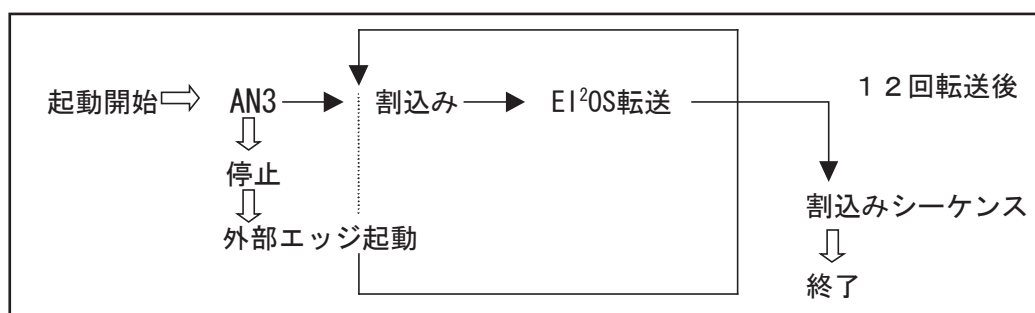 １２回転送後
起動開始 AN3 割込み EI²OS転送
停止
割込みシーケンス
外部エッジ起動
終了